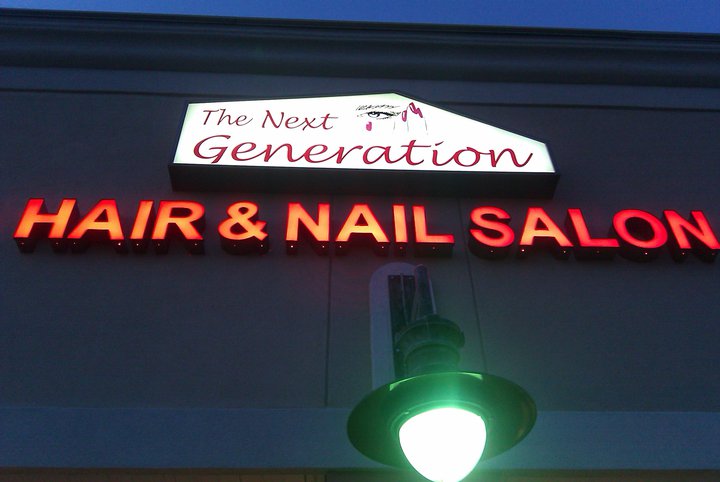 The Next
Generation
HAIR & NAIL SALON